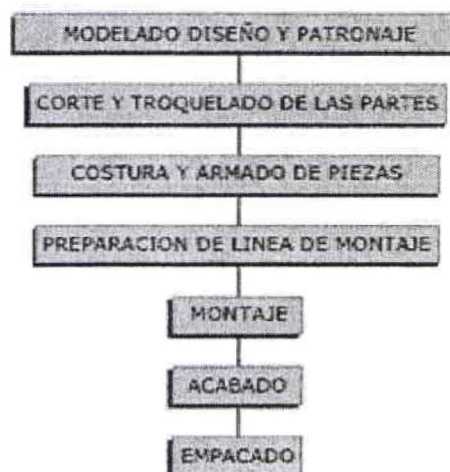 MODELADO DISEÑO Y PATRONAJE
CORTE Y TROQUELADO DE LAS PARTES
COSTURA Y ARMADO DE PIEZAS
PREPARACION DE LINEA DE MONTAJE
MONTAJE
ACABADO
EMPACADO